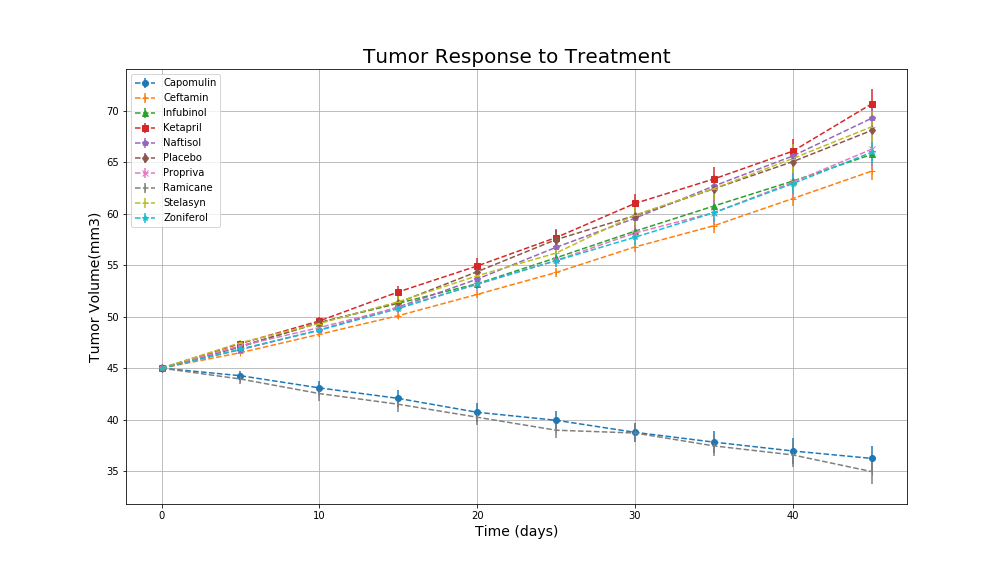 Tumor Response to Treatment
Capomulin
Ceftamin
Infubinol
Ketapril
Naftisol
Placebo
Propriva
Ramicane
Stelasyn
Zoniferol
Tumor Volume(mm3)
70
65
60
55
50
45
40
35
0 10 20 30 40
Time (days)